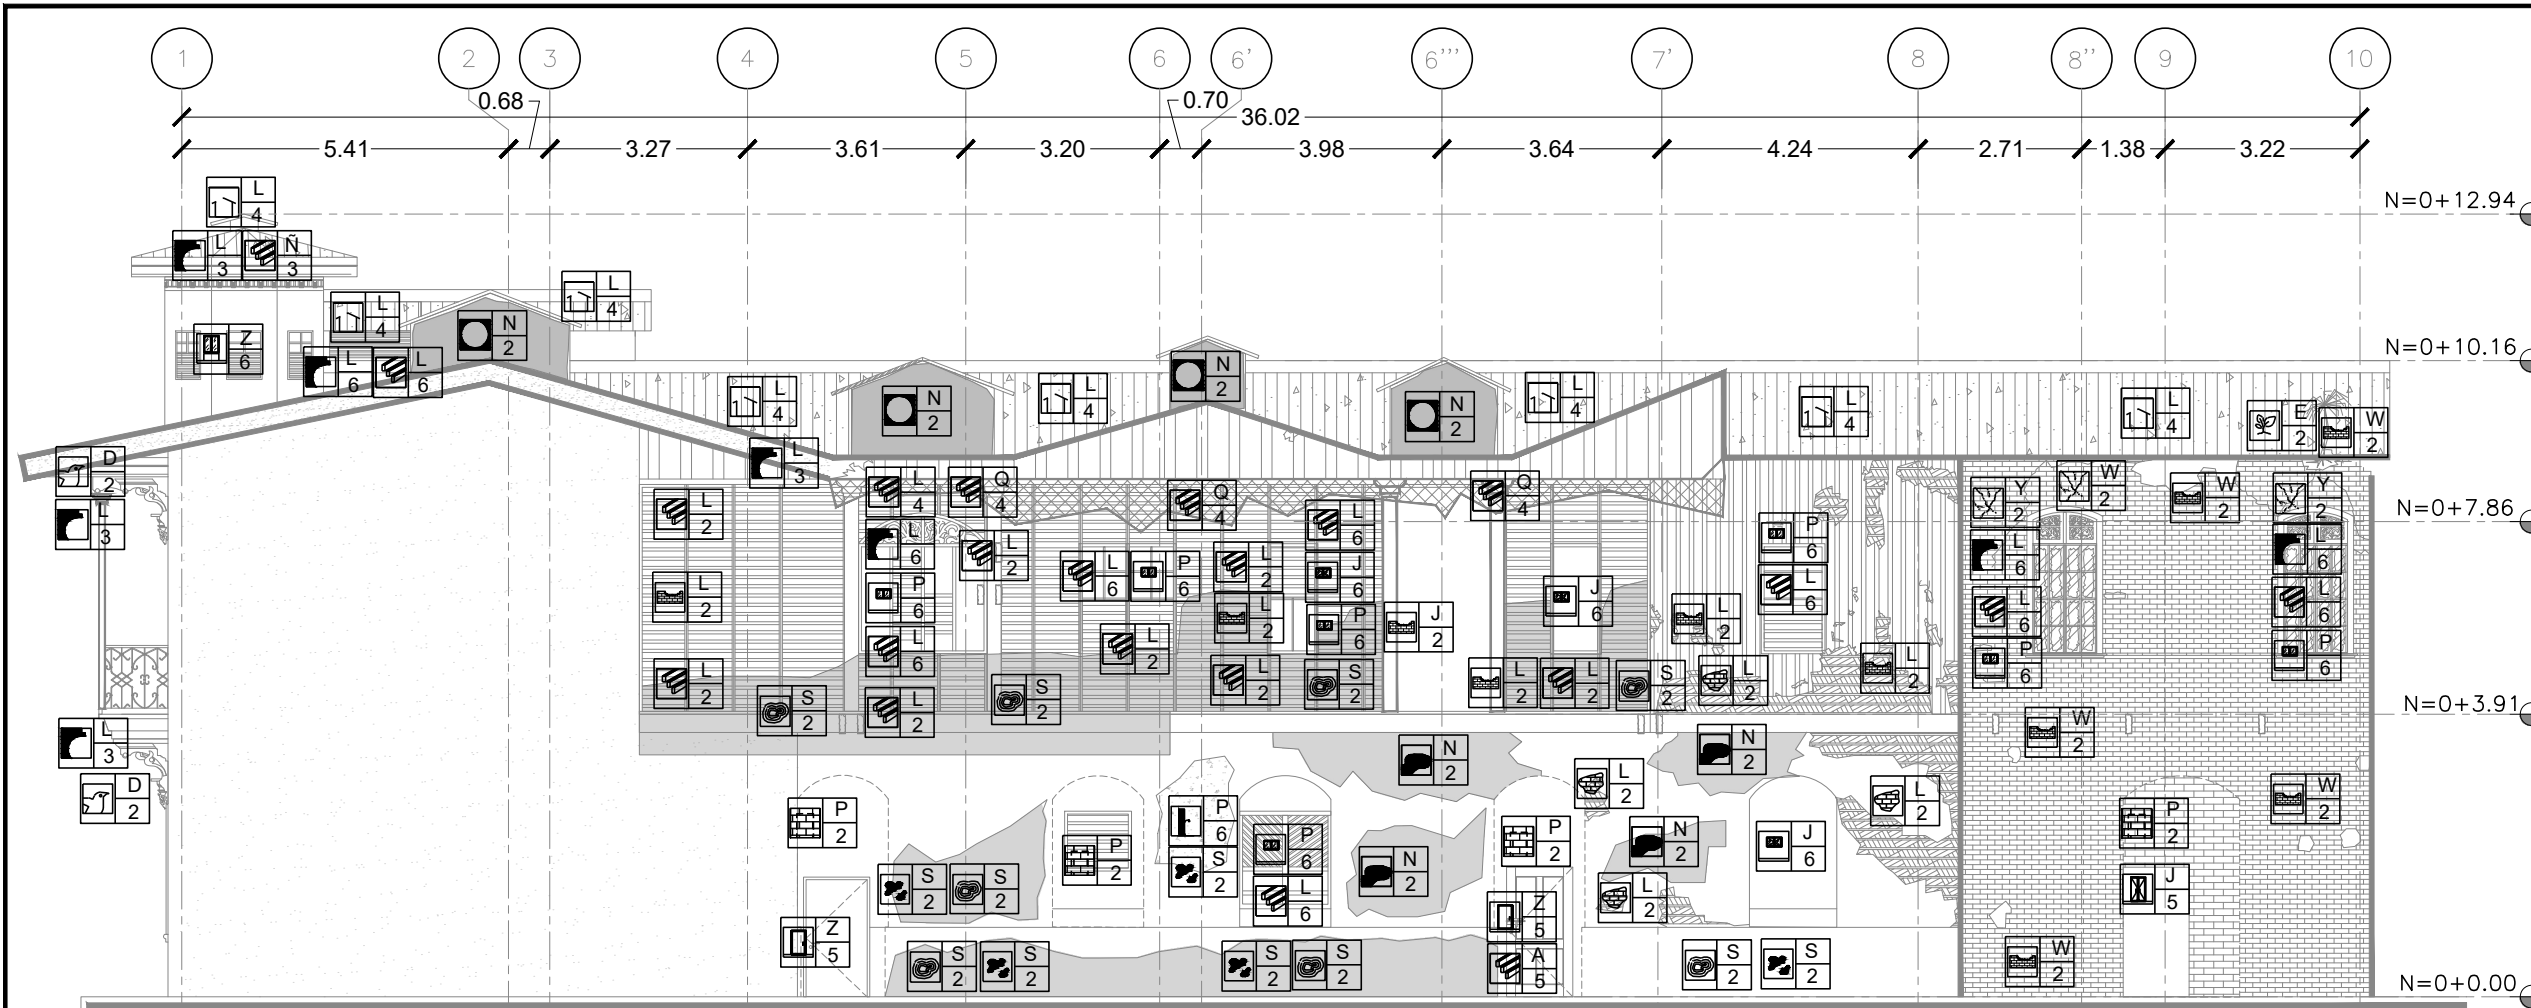 1 2 3 4 5 6 6' 6''' 7' 8 8'' 9 10
0.68 0.70
36.02
5.41 3.27 3.61 3.20 3.98 3.64 4.24 2.71 1.38 3.22
N=0+12.94
N=0+10.16
N=0+7.86
N=0+3.91
N=0+0.00
L 4
L 3 Ñ 3
L 4
L 4
Z 6
N 2
L 6 L 6
N 2
L 4
N 2
L 4
N 2
L 4
L 4
L 4
E 2
W 2
D 2
L 3
L 3
L 2
L 4
Q 4
Q 4
L 6
Q 4
P 6
Y 2
W 2
W 2
Y 2
L 6
L 2
L 6
P 6
L 2
J 6
L 6
L 6
L 6
L 2
P 6
L 2
P 6
J 2
J 6
L 2
L 6
L 6
L 6
L 2
P 6
P 6
L 2
L 2
S 2
L 2
L 2
S 2
L 2
L 2
S 2
L 2
S 2
L 3
W 2
D 2
N 2
N 2
P 2
P 2
P 6
S 2
P 6
L 6
N 2
L 2
P 2
N 2
L 2
J 6
L 2
P 2
W 2
J 5
S 2
S 2
Z 5
Z 5
A 5
S 2
S 2
S 2
S 2
S 2
S 2
W 2